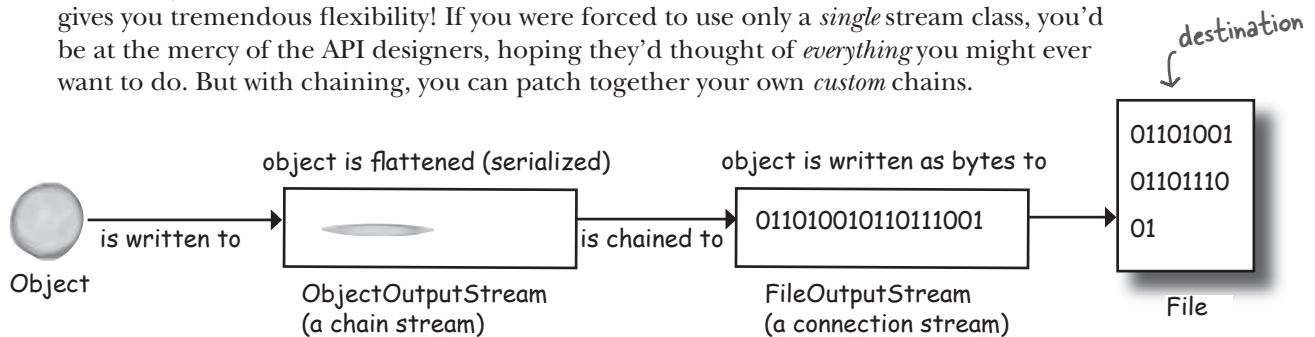 gives you tremendous flexibility! If you were forced to use only a single stream class, you’d
be at the mercy of the API designers, hoping they’d thought of everything you might ever
want to do. But with chaining, you can patch together your own custom chains.
destination
object is flattened (serialized)
object is written as bytes to
01101001
01101110
01
011010010110111001
is written to
is chained to
Object
ObjectOutputStream
(a chain stream)
FileOutputStream
(a connection stream)
File